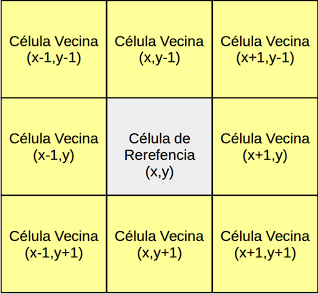 Célula Vecina
(x-1,y-1)
Célula Vecina
(x,y-1)
Célula Vecina
(x+1,y-1)
Célula Vecina
(x-1,y)
Célula de
Rerefencia
(x,y)
Célula Vecina
(x+1,y)
Célula Vecina
(x-1,y+1)
Célula Vecina
(x,y+1)
Célula Vecina
(x+1,y+1)